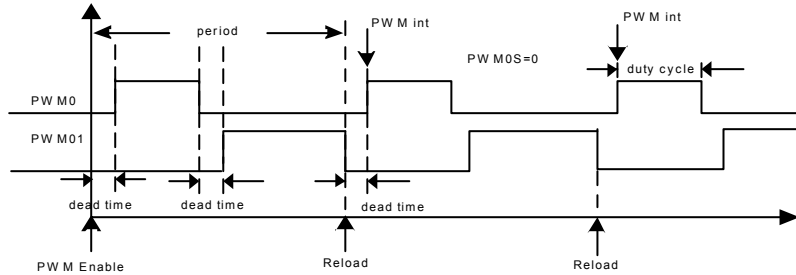 period
PWM int
PWM int
PWM0S=0
duty cycle
PWM0
PWM01
dead time
dead time
dead time
PWM Enable
Reload
Reload